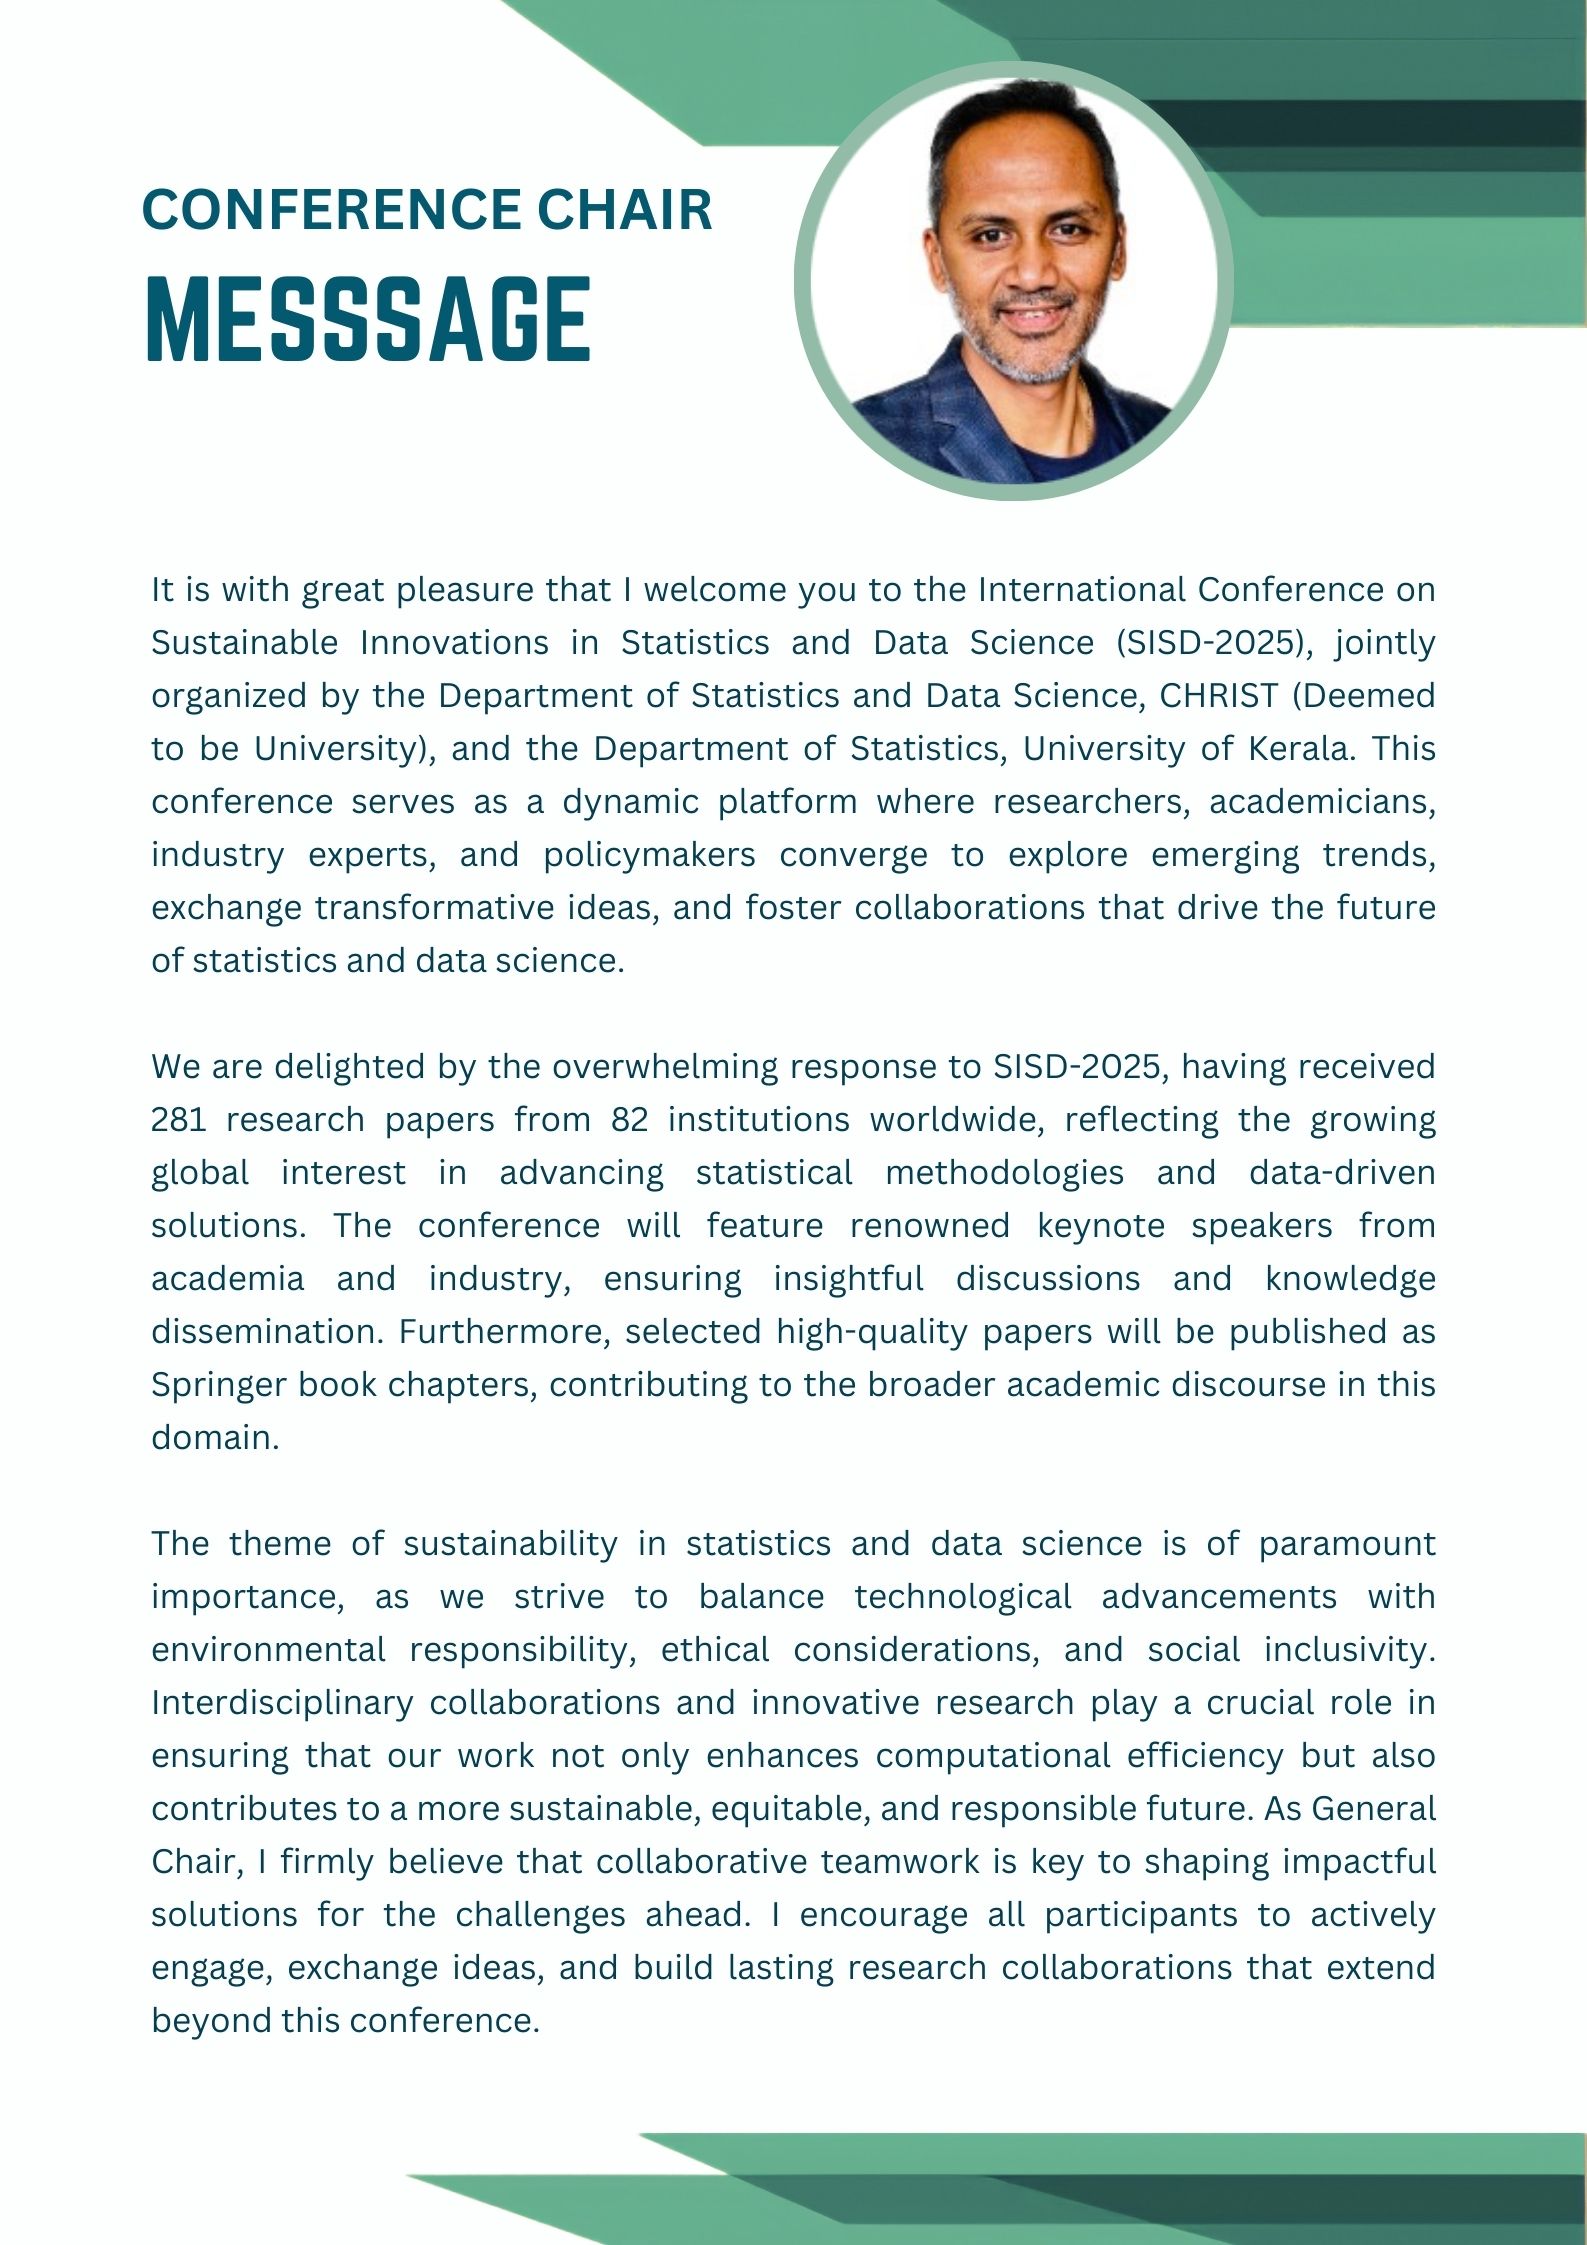 CONFERENCE CHAIR
MESSSAGE
It is with great pleasure that I welcome you to the International Conference on
Sustainable Innovations in Statistics and Data Science (SISD-2025), jointly
organized by the Department of Statistics and Data Science, CHRIST (Deemed
to be University), and the Department of Statistics, University of Kerala. This
conference serves as a dynamic platform where researchers, academicians,
industry experts, and policymakers converge to explore emerging trends,
exchange transformative ideas, and foster collaborations that drive the future
of statistics and data science.
We are delighted by the overwhelming response to SISD-2025, having received
281 research papers from 82 institutions worldwide, reflecting the growing
global interest in advancing statistical methodologies and data-driven
solutions. The conference will feature renowned keynote speakers from
academia and industry, ensuring insightful discussions and knowledge
dissemination. Furthermore, selected high-quality papers will be published as
Springer book chapters, contributing to the broader academic discourse in this
domain.
The theme of sustainability in statistics and data science is of paramount
importance, as we strive to balance technological advancements with
environmental responsibility, ethical considerations, and social inclusivity.
Interdisciplinary collaborations and innovative research play a crucial role in
ensuring that our work not only enhances computational efficiency but also
contributes to a more sustainable, equitable, and responsible future. As General
Chair, I firmly believe that collaborative teamwork is key to shaping impactful
solutions for the challenges ahead. I encourage all participants to actively
engage, exchange ideas, and build lasting research collaborations that extend
beyond this conference.